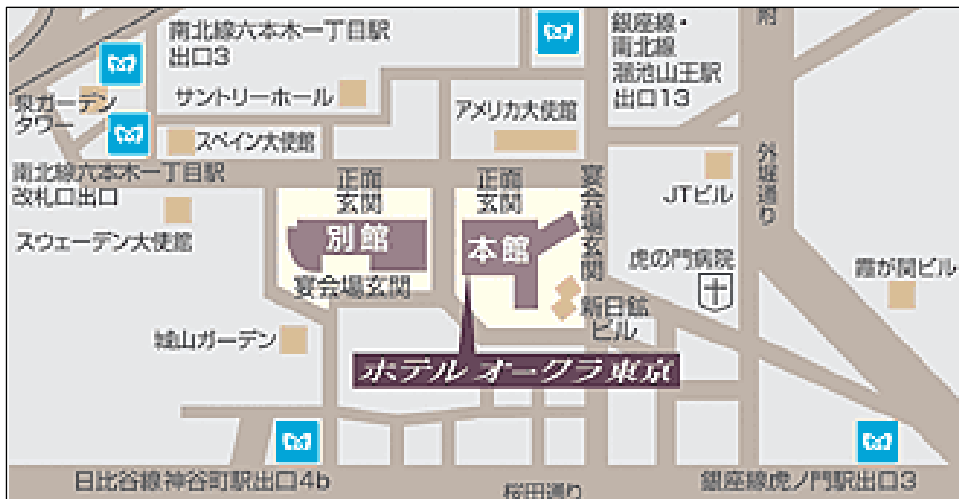 南北線六本木一丁目駅
出口3
銀座線・
南北線
溜池山王駅
出口13
附
泉ガーデン
タワー
サントリーホール
アメリカ大使館
スペイン大使館
南北線六本木一丁目駅
改札口出口
正面
玄関
正面
玄関
宴会場玄関
JTビル
外堀通り
スウェーデン大使館
別館
本館
虎の門病院
霞が関ビル
宴会場玄関
新日鉱
ビル
城山ガーデン
ホテル オークラ東京
日比谷線神谷町駅出口4b
桜田通り
銀座線虎ノ門駅出口3